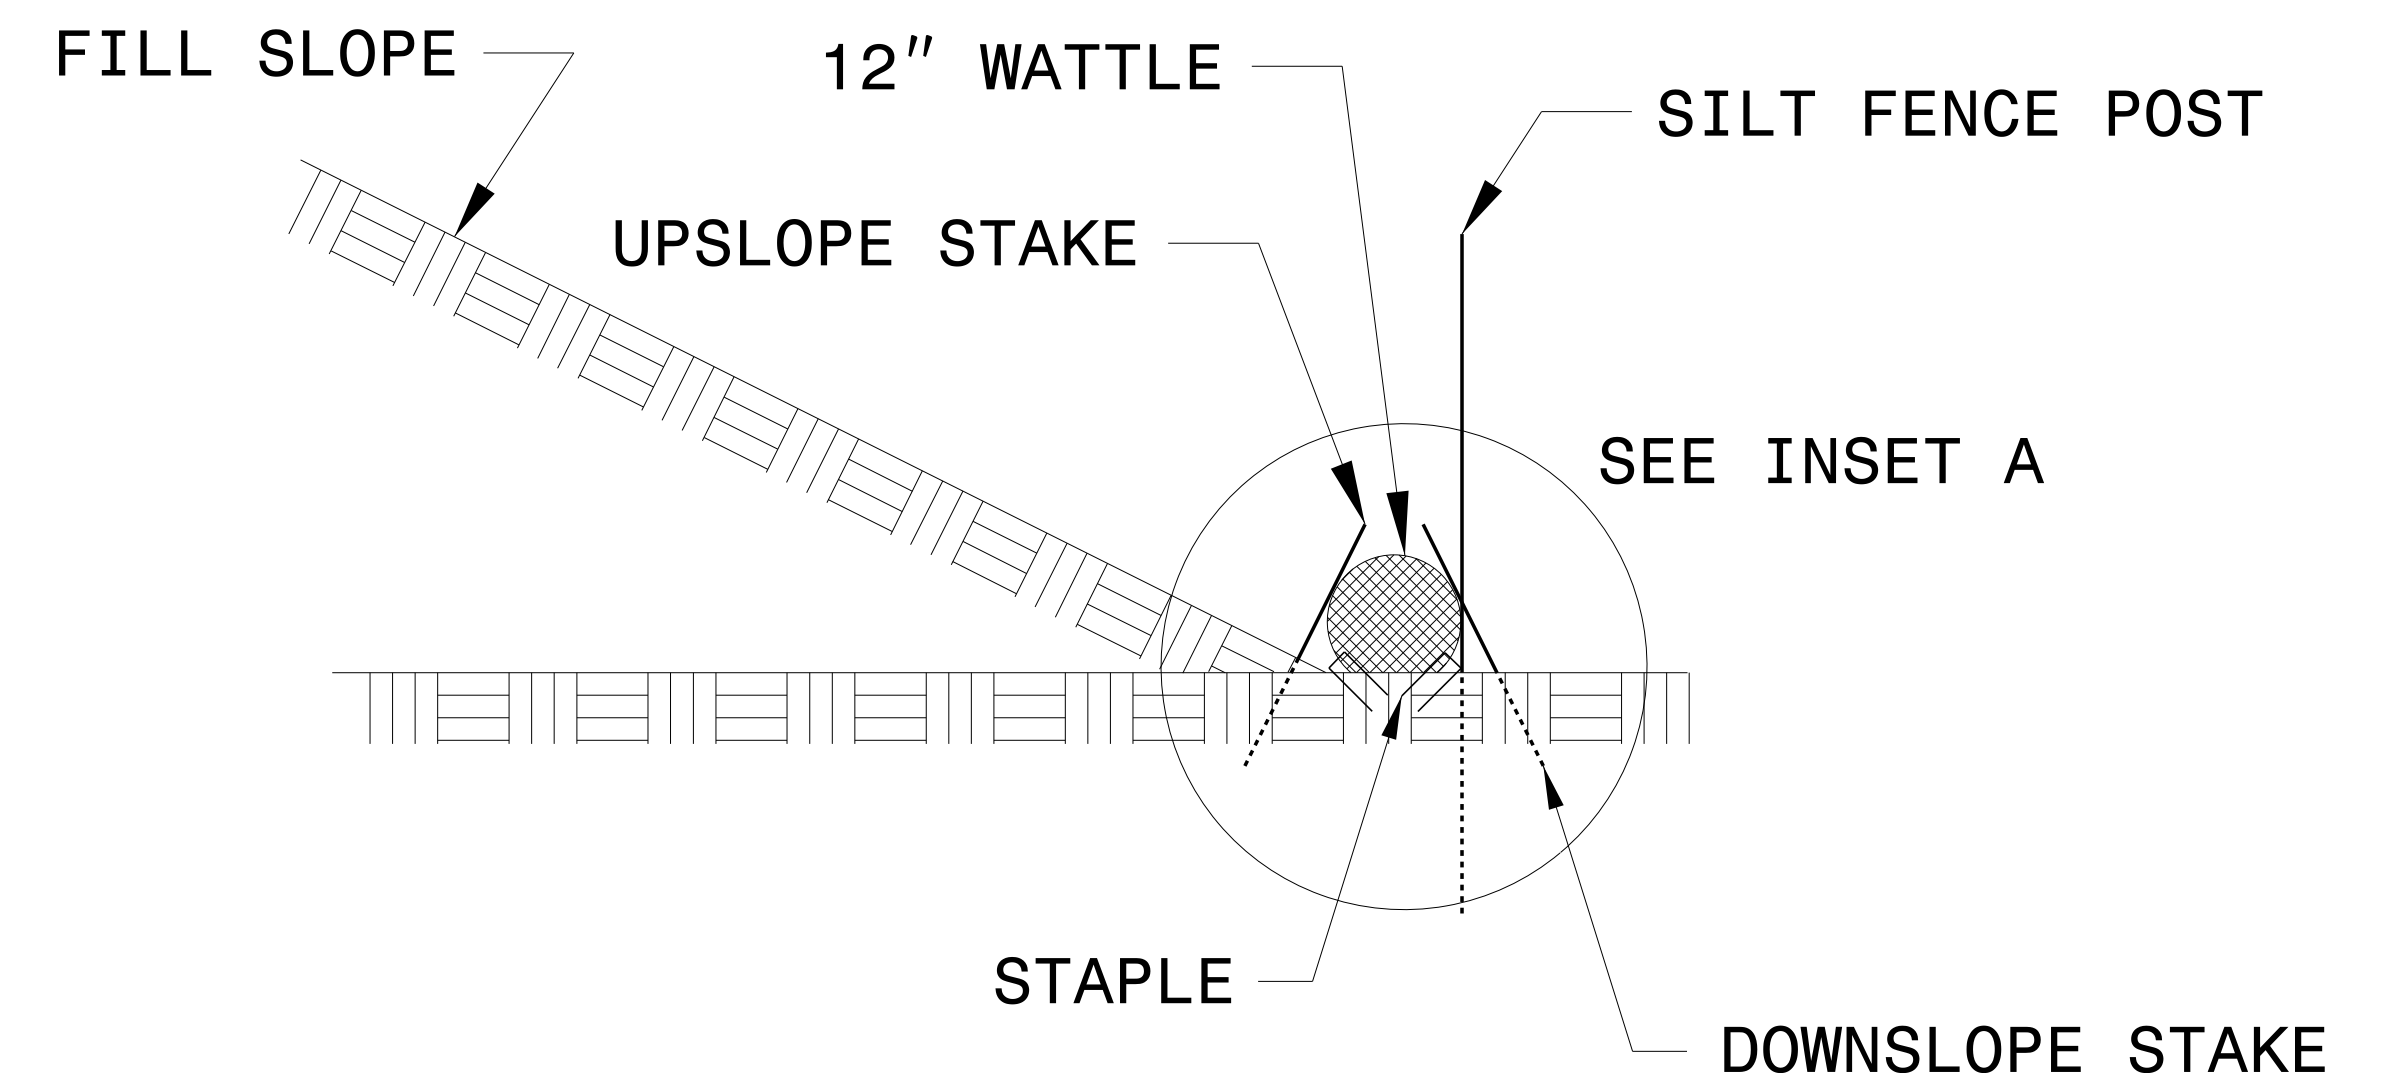 FILL SLOPE
12" WATTLE
SILT FENCE POST
UPSLOPE STAKE
SEE INSET A
STAPLE
DOWNSLOPE STAKE